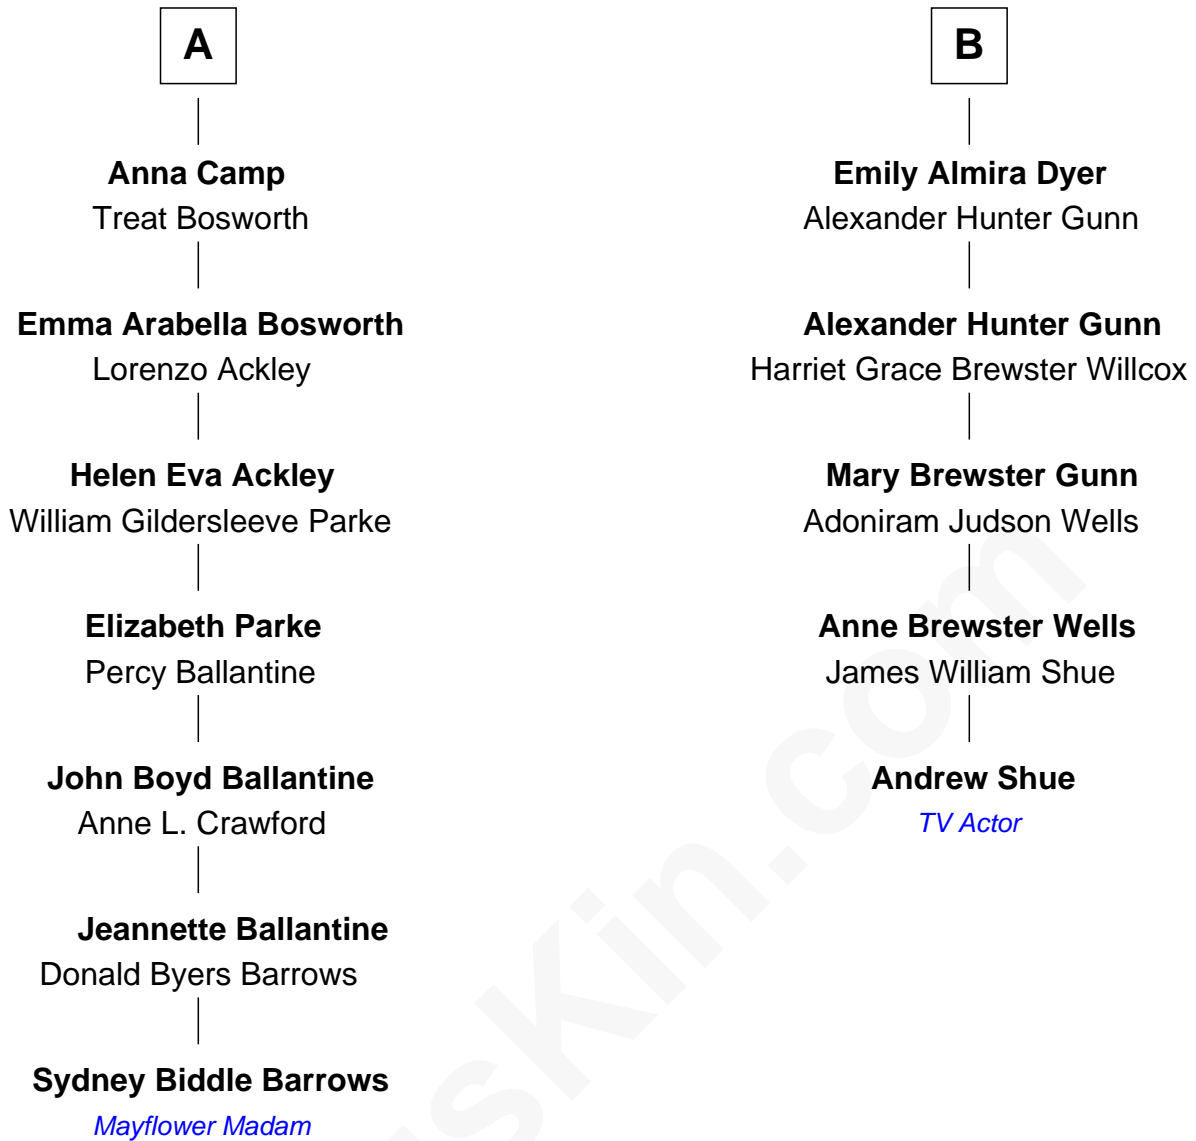 A
Anna Camp
Treat Bosworth
Emma Arabella Bosworth
Lorenzo Ackley
Helen Eva Ackley
William Gildersleeve Parke
Elizabeth Parke
Percy Ballantine
John Boyd Ballantine
Anne L. Crawford
Jeannette Ballantine
Donald Byers Barrows
Sydney Biddle Barrows
Mayflower Madam
B
Emily Almira Dyer
Alexander Hunter Gunn
Alexander Hunter Gunn
Harriet Grace Brewster Willcox
Mary Brewster Gunn
Adoniram Judson Wells
Anne Brewster Wells
James William Shue
Andrew Shue
TV Actor